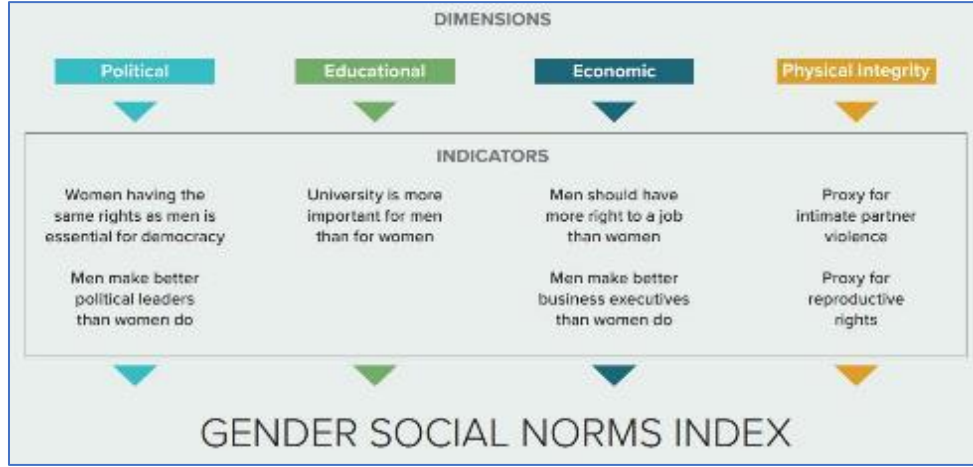 DIMENSIONS
Political
Educational
Economic
Physical Integrity
INDICATORS
Women having the
same rights as men is
essential for democracy
Men make better
political leaders
than women do
University is more
important for men
than for women
Men should have
more right to a job
than women
Men make better
business executives
than women do
Proxy for
intimate partner
violence
Proxy for
reproductive
rights
GENDER SOCIAL NORMS INDEX